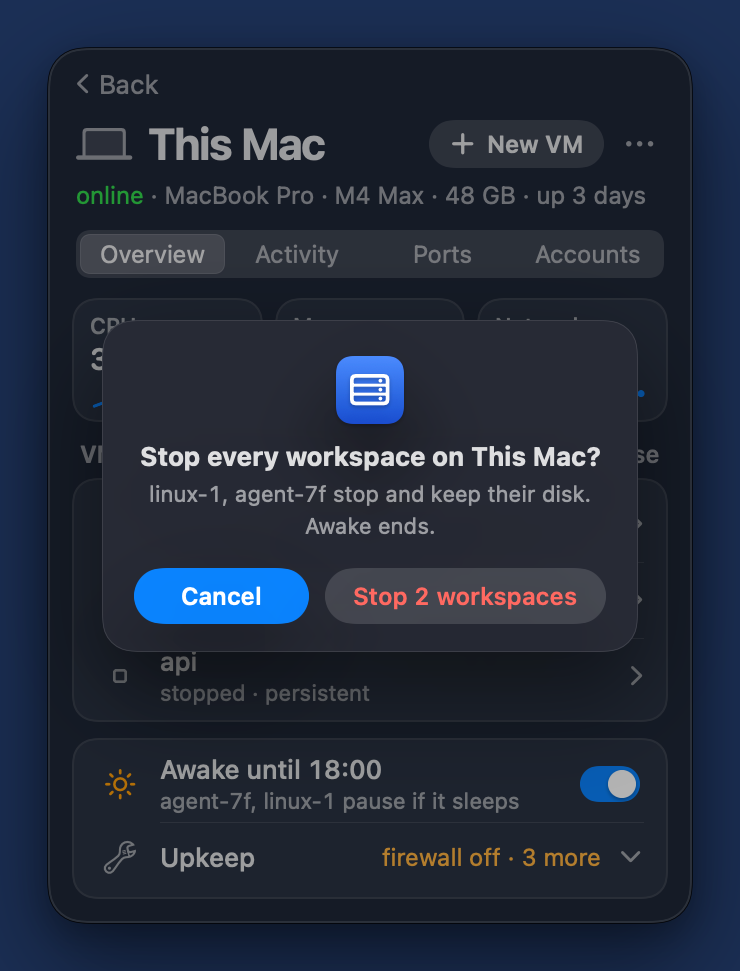 Back
This Mac
New VM
online · MacBook Pro · M4 Max · 48 GB · up 3 days
Overview Activity Ports Accounts
Stop every workspace on This Mac?
linux-1, agent-7f stop and keep their disk.
Awake ends.
Cancel Stop 2 workspaces
api
stopped · persistent
Awake until 18:00
agent-7f, linux-1 pause if it sleeps
Upkeep firewall off · 3 more